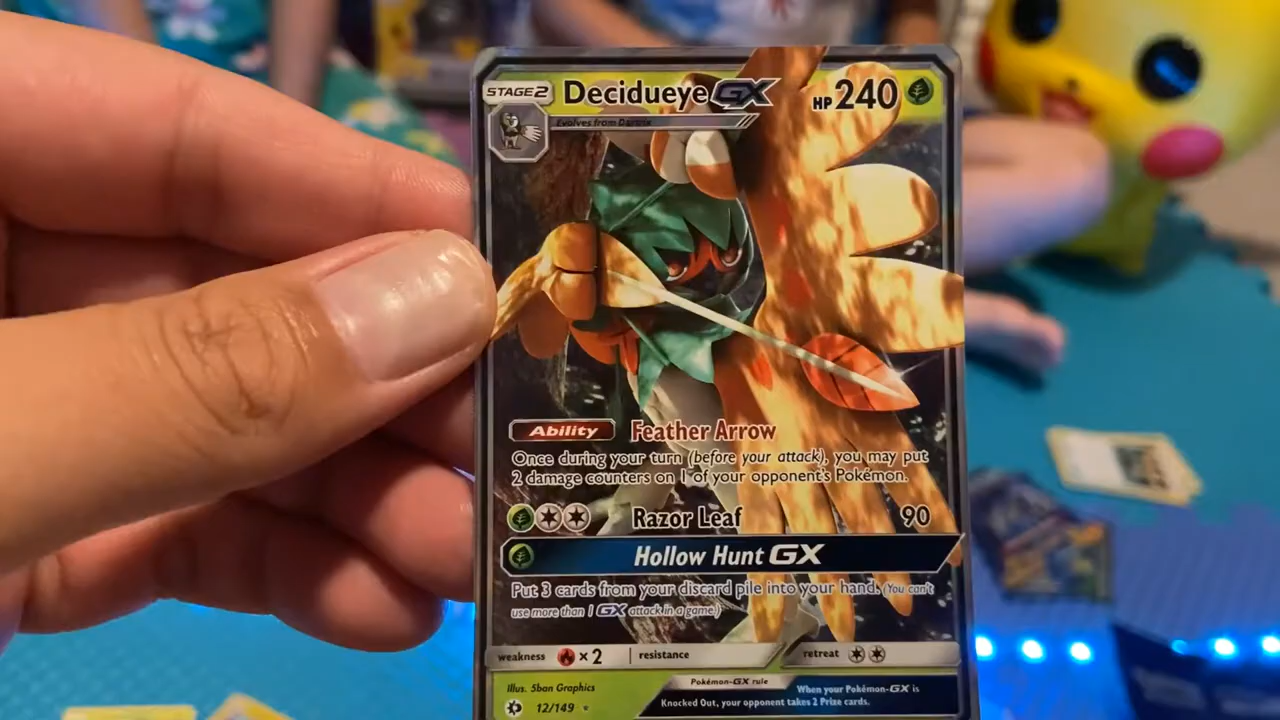 STAGE2 Decidueye GX HP 240
Evolves from Dartrix
Ability Feather Arrow
Once during your turn (before your attack), you may put
2 damage counters on 1 of your opponent's Pokémon.
Razor Leaf 90
Hollow Hunt GX
Put 3 cards from your discard pile into your hand. (You can't
use more than 1 GX attack in a game.)
weakness ×2 resistance retreat
Illus. 5ban Graphics
12/149
Pokémon-GX rule
When your Pokémon-GX is
Knocked Out, your opponent takes 2 Prize cards.